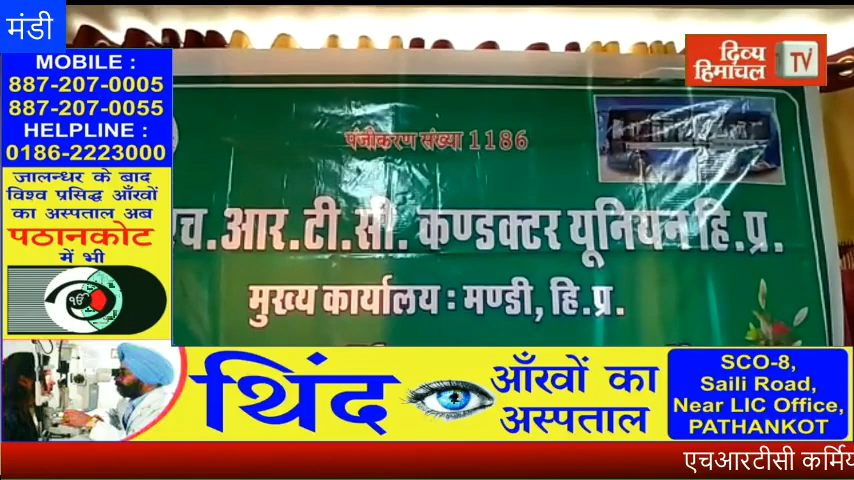 मंडी
MOBILE :
887-207-0005
887-207-0055
HELPLINE :
0186-2223000
जालन्धर के बाद
विश्व प्रसिद्ध आँखों
का अस्पताल अब
पठानकोट
में भी
दिव्य
हिमाचल
TV
पंजीकरण संख्या 1186
एच.आर.टी.सी. कण्डक्टर यूनियन हि.प्र.
मुख्य कार्यालय : मण्डी, हि.प्र.
थिंद
आँखों का
अस्पताल
SCO-8,
Saili Road,
Near LIC Office,
PATHANKOT
एचआरटीसी कर्मिय